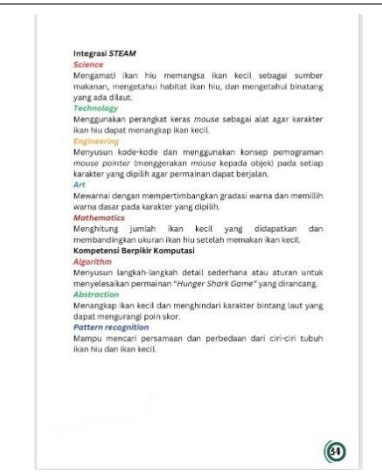 Integrasi STEAM
Science
Mengamati ikan hiu memangsa ikan kecil sebagai sumber
makanan, mengetahui habitat ikan hiu, dan mengetahui binatang
yang ada dilaut.
Technology
Menggunakan perangkat keras mouse sebagai alat agar karakter
ikan hiu dapat menangkap ikan kecil.
Engineering
Menyusun kode-kode dan menggunakan konsep pemograman
mouse pointer (menggerakan mouse kepada objek) pada setiap
karakter yang dipilih agar permainan dapat berjalan.
Art
Mewarnai dengan mempertimbangkan gradasi warna dan memillih
warna dasar pada karakter yang dipilih.
Mathematics
Menghitung jumlah ikan kecil yang didapatkan dan
membandingkan ukuran ikan hiu setelah memakan ikan kecil.
Kompetensi Berpikir Komputasi
Algorithm
Menyusun langkah-langkah detail sederhana atau aturan untuk
menyelesaikan permainan "Hunger Shark Game" yang dirancang.
Abstraction
Menangkap ikan kecil dan menghindari karakter bintang laut yang
dapat mengurangi poin skor.
Pattern recognition
Mampu mencari persamaan dan perbedaan dari ciri-ciri tubuh
ikan hiu dan ikan kecil.
34